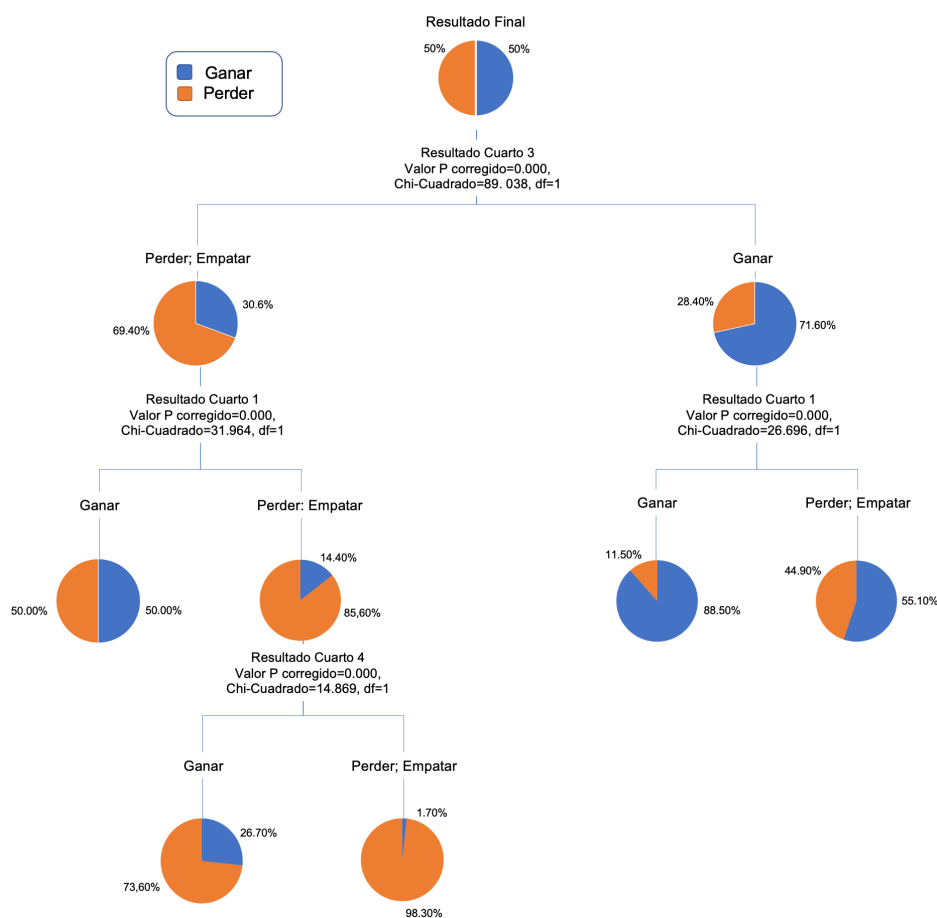 Resultado Final
50%
50%
Ganar
Perder
Resultado Cuarto 3
Valor P corregido=0.000,
Chi-Cuadrado=89. 038, df=1
Perder; Empatar
Ganar
30.6%
69.40%
28.40%
71.60%
Resultado Cuarto 1
Valor P corregido=0.000,
Chi-Cuadrado=31.964, df=1
Resultado Cuarto 1
Valor P corregido=0.000,
Chi-Cuadrado=26.696, df=1
Ganar
Perder: Empatar
Ganar
Perder; Empatar
50.00%
50.00%
14.40%
85,60%
11.50%
88.50%
44.90%
55.10%
Resultado Cuarto 4
Valor P corregido=0.000,
Chi-Cuadrado=14.869, df=1
Ganar
Perder; Empatar
26.70%
73,60%
1.70%
98.30%